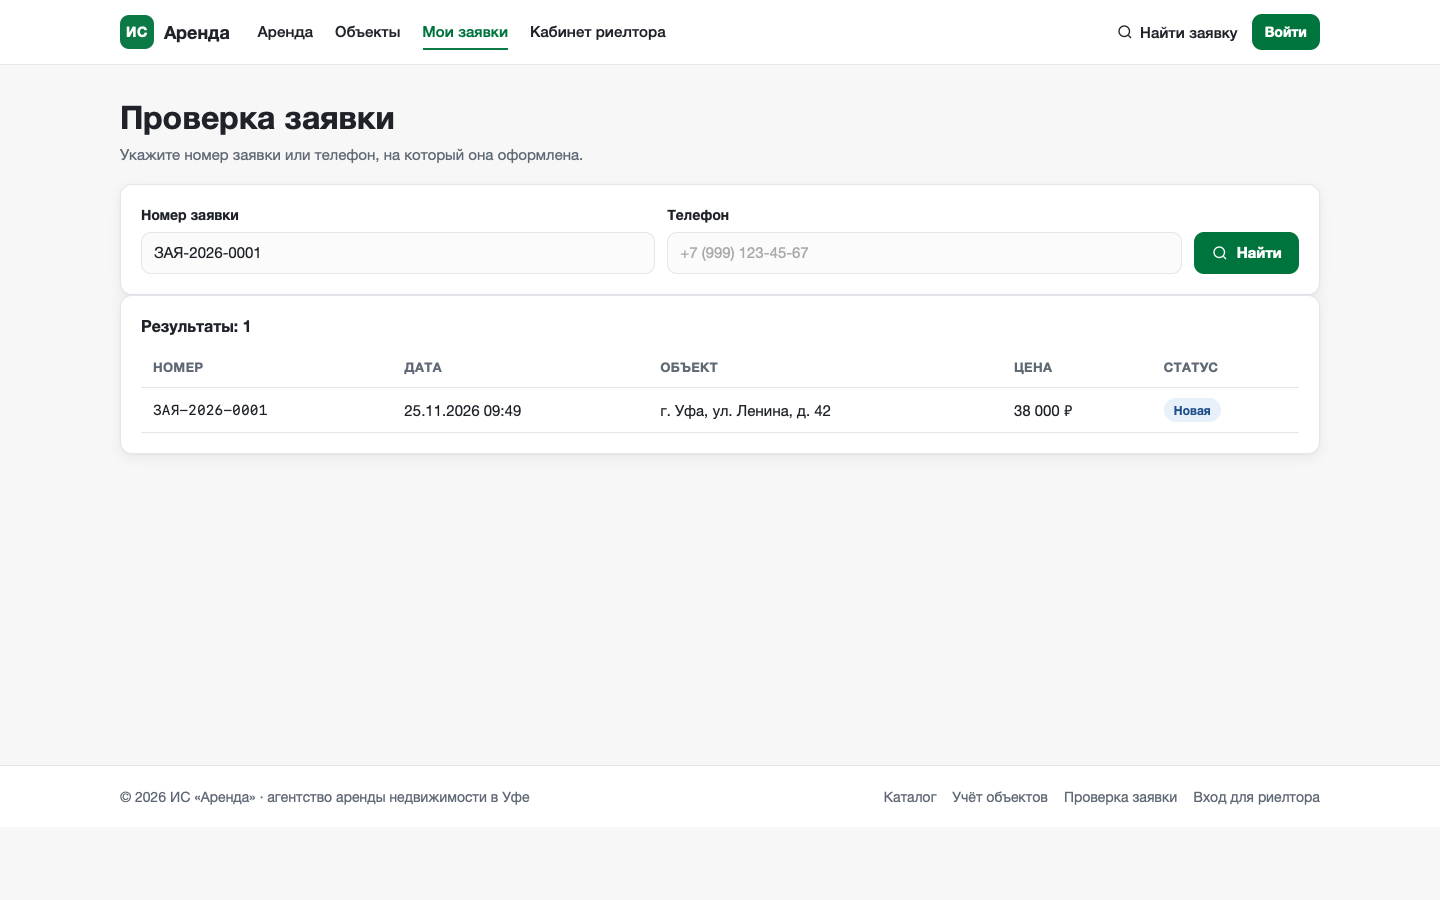 ИС Аренда Аренда Объекты Мои заявки Кабинет риелтора Найти заявку Войти
Проверка заявки
Укажите номер заявки или телефон, на который она оформлена.
Номер заявки Телефон
ЗАЯ-2026-0001 +7 (999) 123-45-67 Найти
Результаты: 1
НОМЕР ДАТА ОБЪЕКТ ЦЕНА СТАТУС
ЗАЯ-2026-0001 25.11.2026 09:49 г. Уфа, ул. Ленина, д. 42 38 000 ₽ Новая
© 2026 ИС «Аренда» · агентство аренды недвижимости в Уфе Каталог Учёт объектов Проверка заявки Вход для риелтора